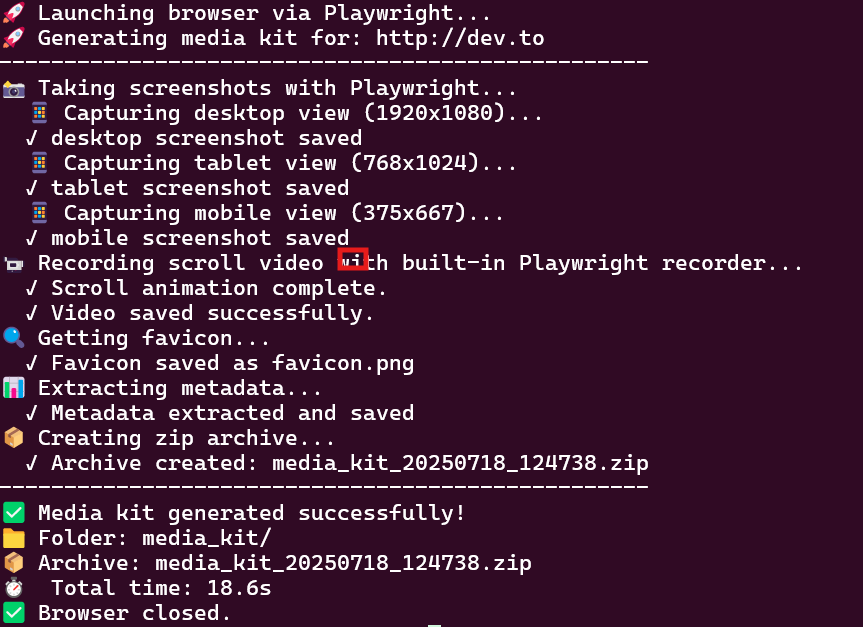 🚀 Launching browser via Playwright...
🚀 Generating media kit for: http://dev.to
--------------------------------------------------
📸 Taking screenshots with Playwright...
📱 Capturing desktop view (1920x1080)...
✓ desktop screenshot saved
📱 Capturing tablet view (768x1024)...
✓ tablet screenshot saved
📱 Capturing mobile view (375x667)...
✓ mobile screenshot saved
📹 Recording scroll video with built-in Playwright recorder...
✓ Scroll animation complete.
✓ Video saved successfully.
🔍 Getting favicon...
✓ Favicon saved as favicon.png
📊 Extracting metadata...
✓ Metadata extracted and saved
📦 Creating zip archive...
✓ Archive created: media_kit_20250718_124738.zip
--------------------------------------------------
✅ Media kit generated successfully!
📁 Folder: media_kit/
📦 Archive: media_kit_20250718_124738.zip
⏱ Total time: 18.6s
✅ Browser closed.